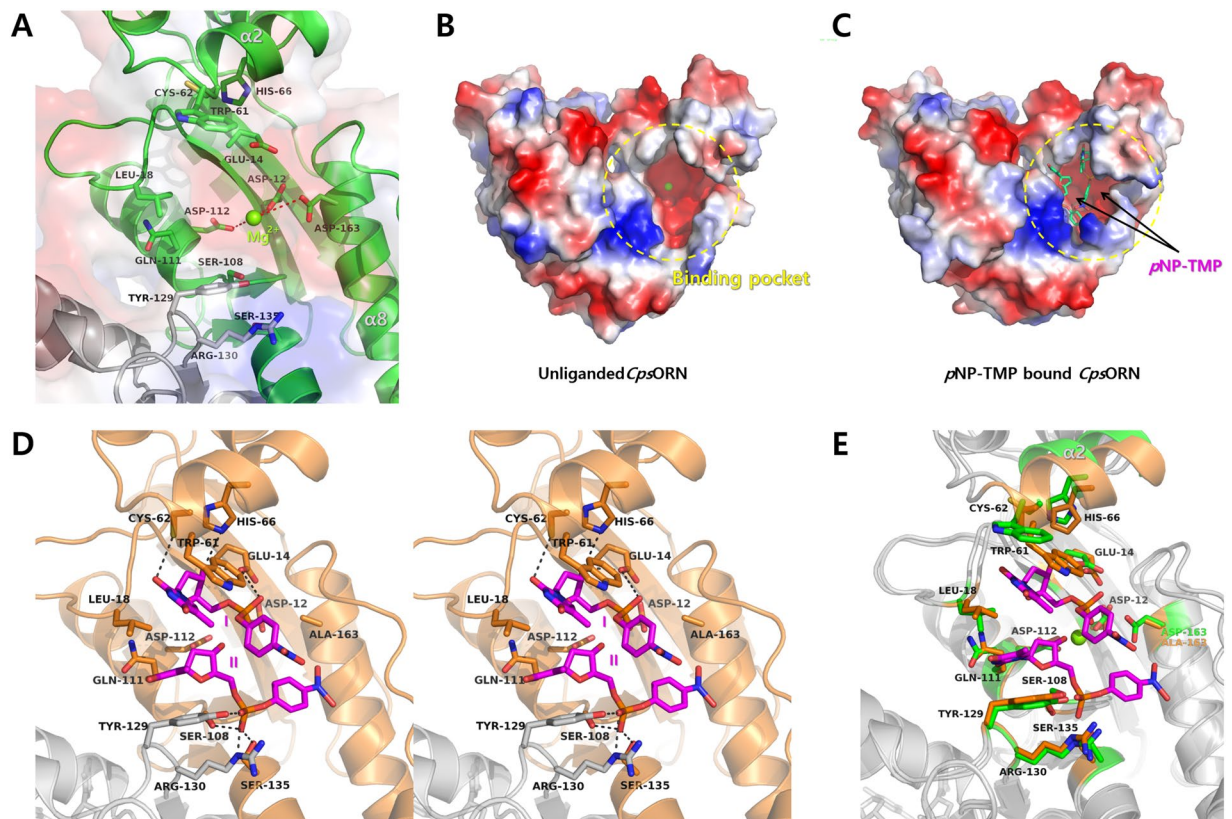 A
α2
CYS-62
HIS-66
TRP-61
GLU-14
LEU-18
ASP-12
ASP-112
Mg2+
ASP-163
GLN-111
SER-108
TYR-129
SER-135
ARG-130
α8
B
Binding pocket
Unliganded CpsORN
C
pNP-TMP
pNP-TMP bound CpsORN
D
CYS-62
HIS-66
TRP-61
GLU-14
LEU-18
ASP-12
I
ASP-112
ALA-163
II
GLN-111
TYR-129
SER-108
ARG-130
SER-135
CYS-62
HIS-66
TRP-61
GLU-14
LEU-18
ASP-12
I
ASP-112
ALA-163
II
GLN-111
TYR-129
SER-108
ARG-130
SER-135
E
α2
CYS-62
HIS-66
TRP-61
GLU-14
LEU-18
ASP-12
ASP-112
ASP-163
ALA-163
GLN-111
SER-108
TYR-129
SER-135
ARG-130